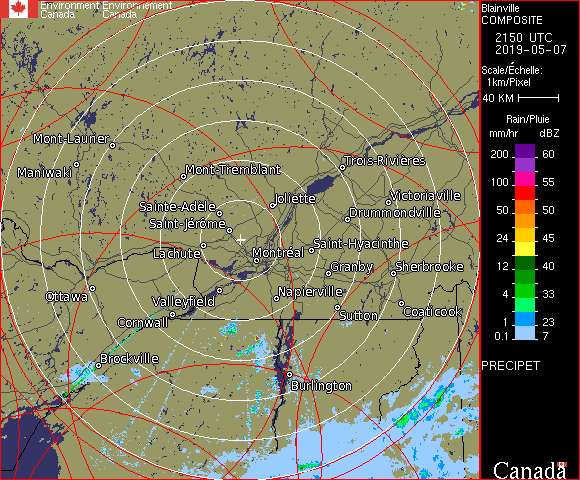 Environment Environnement
Canada Canada
Blainville
COMPOSITE
2150 UTC
2019-05-07
Scale/Échelle:
1km/Pixel
40 KM
Rain/Pluie
mm/hr dBZ
200 60
100 55
50 50
24 45
12 40
4 33
1 23
0.1 7
PRECIPET
Canada
Mont-Laurier
Maniwaki
Mont-Tremblant
Trois-Rivières
Sainte-Adèle
Joliette
Victoriaville
Saint-Jérôme
Drummondville
Lachute
Montréal
Saint-Hyacinthe
Granby
Sherbrooke
Ottawa
Valleyfield
Napierville
Cornwall
Sutton
Coaticook
Brockville
Burlington